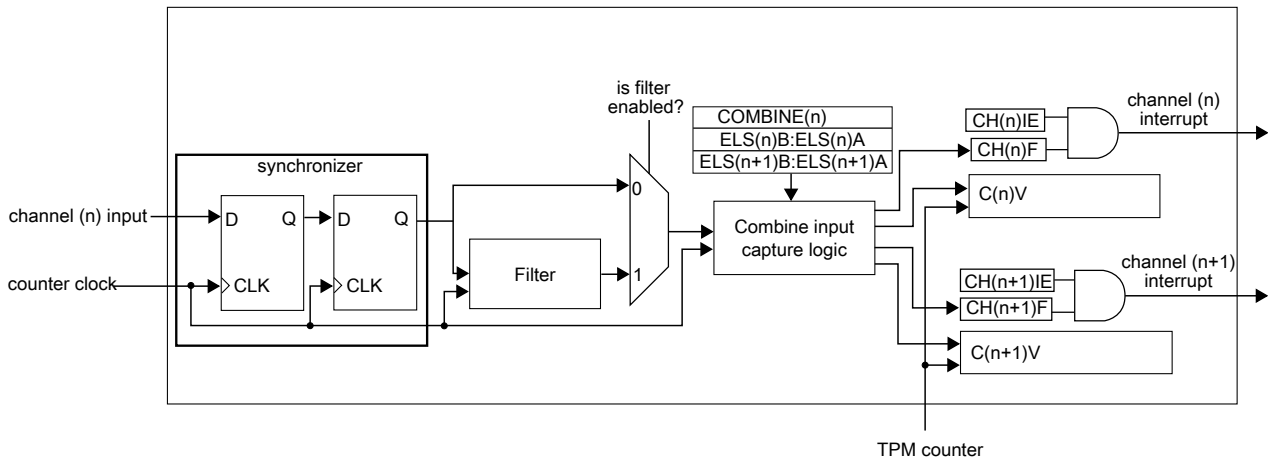 is filter
enabled?
COMBINE(n)
ELS(n)B:ELS(n)A
ELS(n+1)B:ELS(n+1)A
synchronizer
channel (n) input
D Q
D Q
counter clock
CLK
CLK
Filter
0
1
Combine input
capture logic
CH(n)IE
CH(n)F
channel (n)
interrupt
C(n)V
CH(n+1)IE
CH(n+1)F
channel (n+1)
interrupt
C(n+1)V
TPM counter